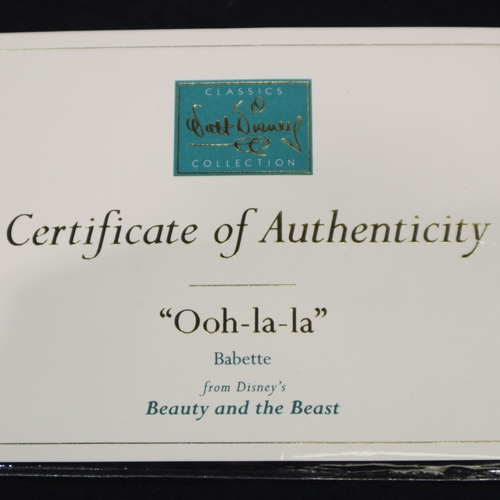 CLASSICS
Walt Disney
COLLECTION
Certificate of Authenticity
“Ooh-la-la”
Babette
from Disney's
Beauty and the Beast